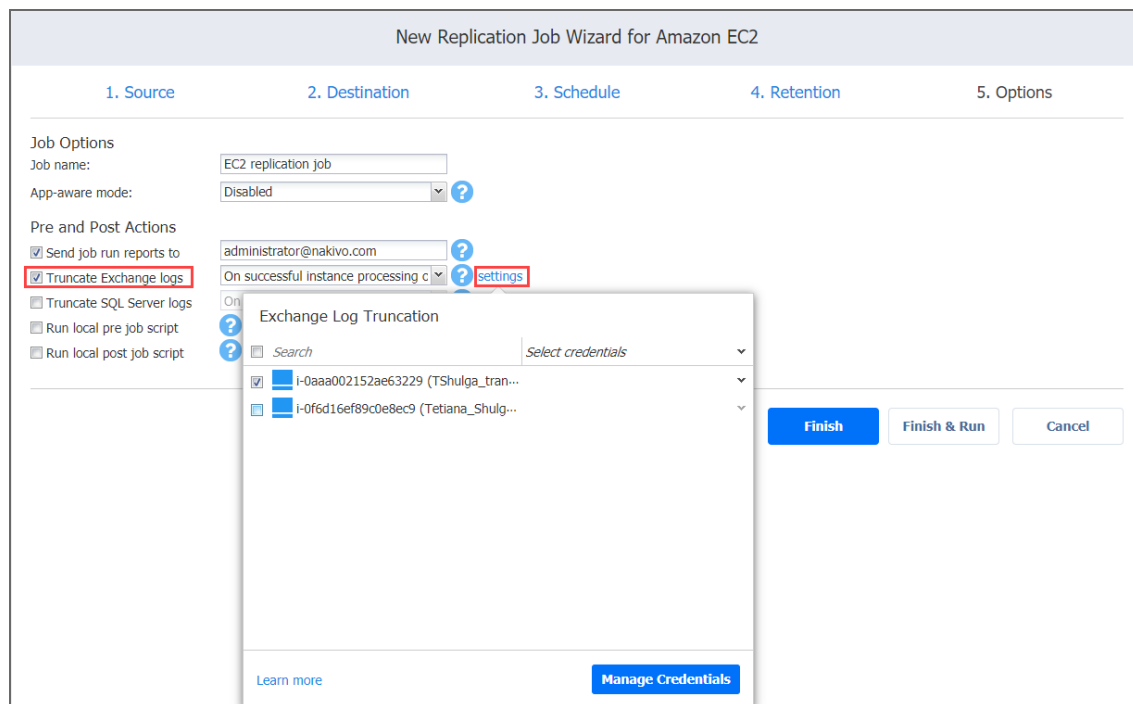 New Replication Job Wizard for Amazon EC2
1. Source 2. Destination 3. Schedule 4. Retention 5. Options
Job Options
Job name: EC2 replication job
App-aware mode: Disabled ?
Pre and Post Actions
Send job run reports to administrator@nakivo.com ?
Truncate Exchange logs On successful instance processing c ? settings
Truncate SQL Server logs On
Run local pre job script ?
Run local post job script ?
Exchange Log Truncation
Search Select credentials
i-0aaa002152ae63229 (TShulga_tran...
i-0f6d16ef89c0e8ec9 (Tetiana_Shulg...
Finish Finish & Run Cancel
Learn more Manage Credentials